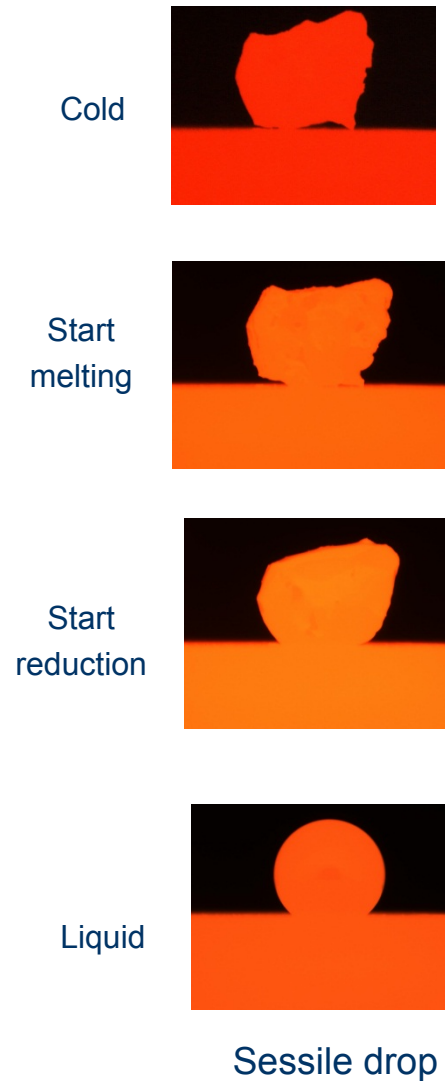 Cold
Start
melting
Start
reduction
Liquid
Sessile drop